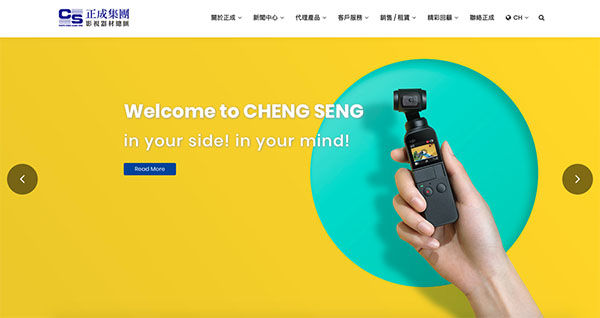 CS 正成集團
影視器材總匯
關於正成 新聞中心 代理產品 客戶服務 銷售 / 租賃 精彩回顧 聯絡正成 CH
Welcome to CHENG SENG
in your side! in your mind!
Read More